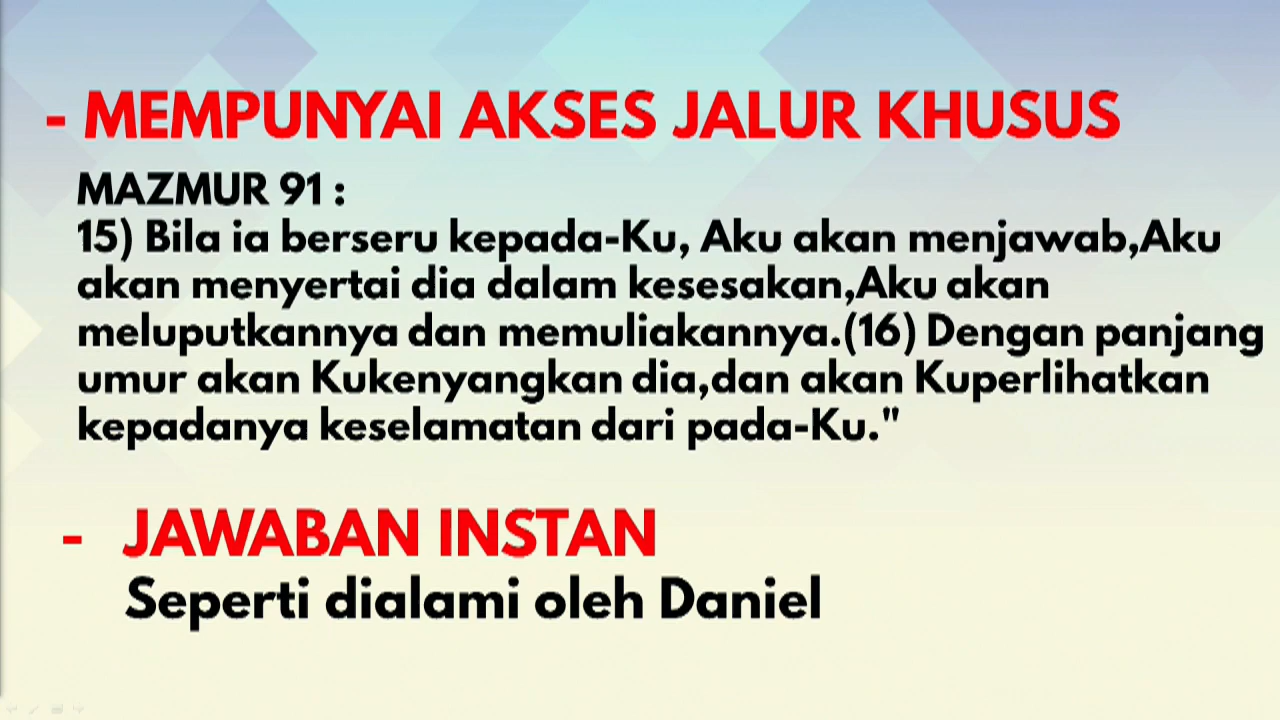 - MEMPUNYAI AKSES JALUR KHUSUS
MAZMUR 91 :
15) Bila ia berseru kepada-Ku, Aku akan menjawab,Aku
akan menyertai dia dalam kesesakan,Aku akan
meluputkannya dan memuliakannya.(16) Dengan panjang
umur akan Kukenyangkan dia,dan akan Kuperlihatkan
kepadanya keselamatan dari pada-Ku."
- JAWABAN INSTAN
Seperti dialami oleh Daniel